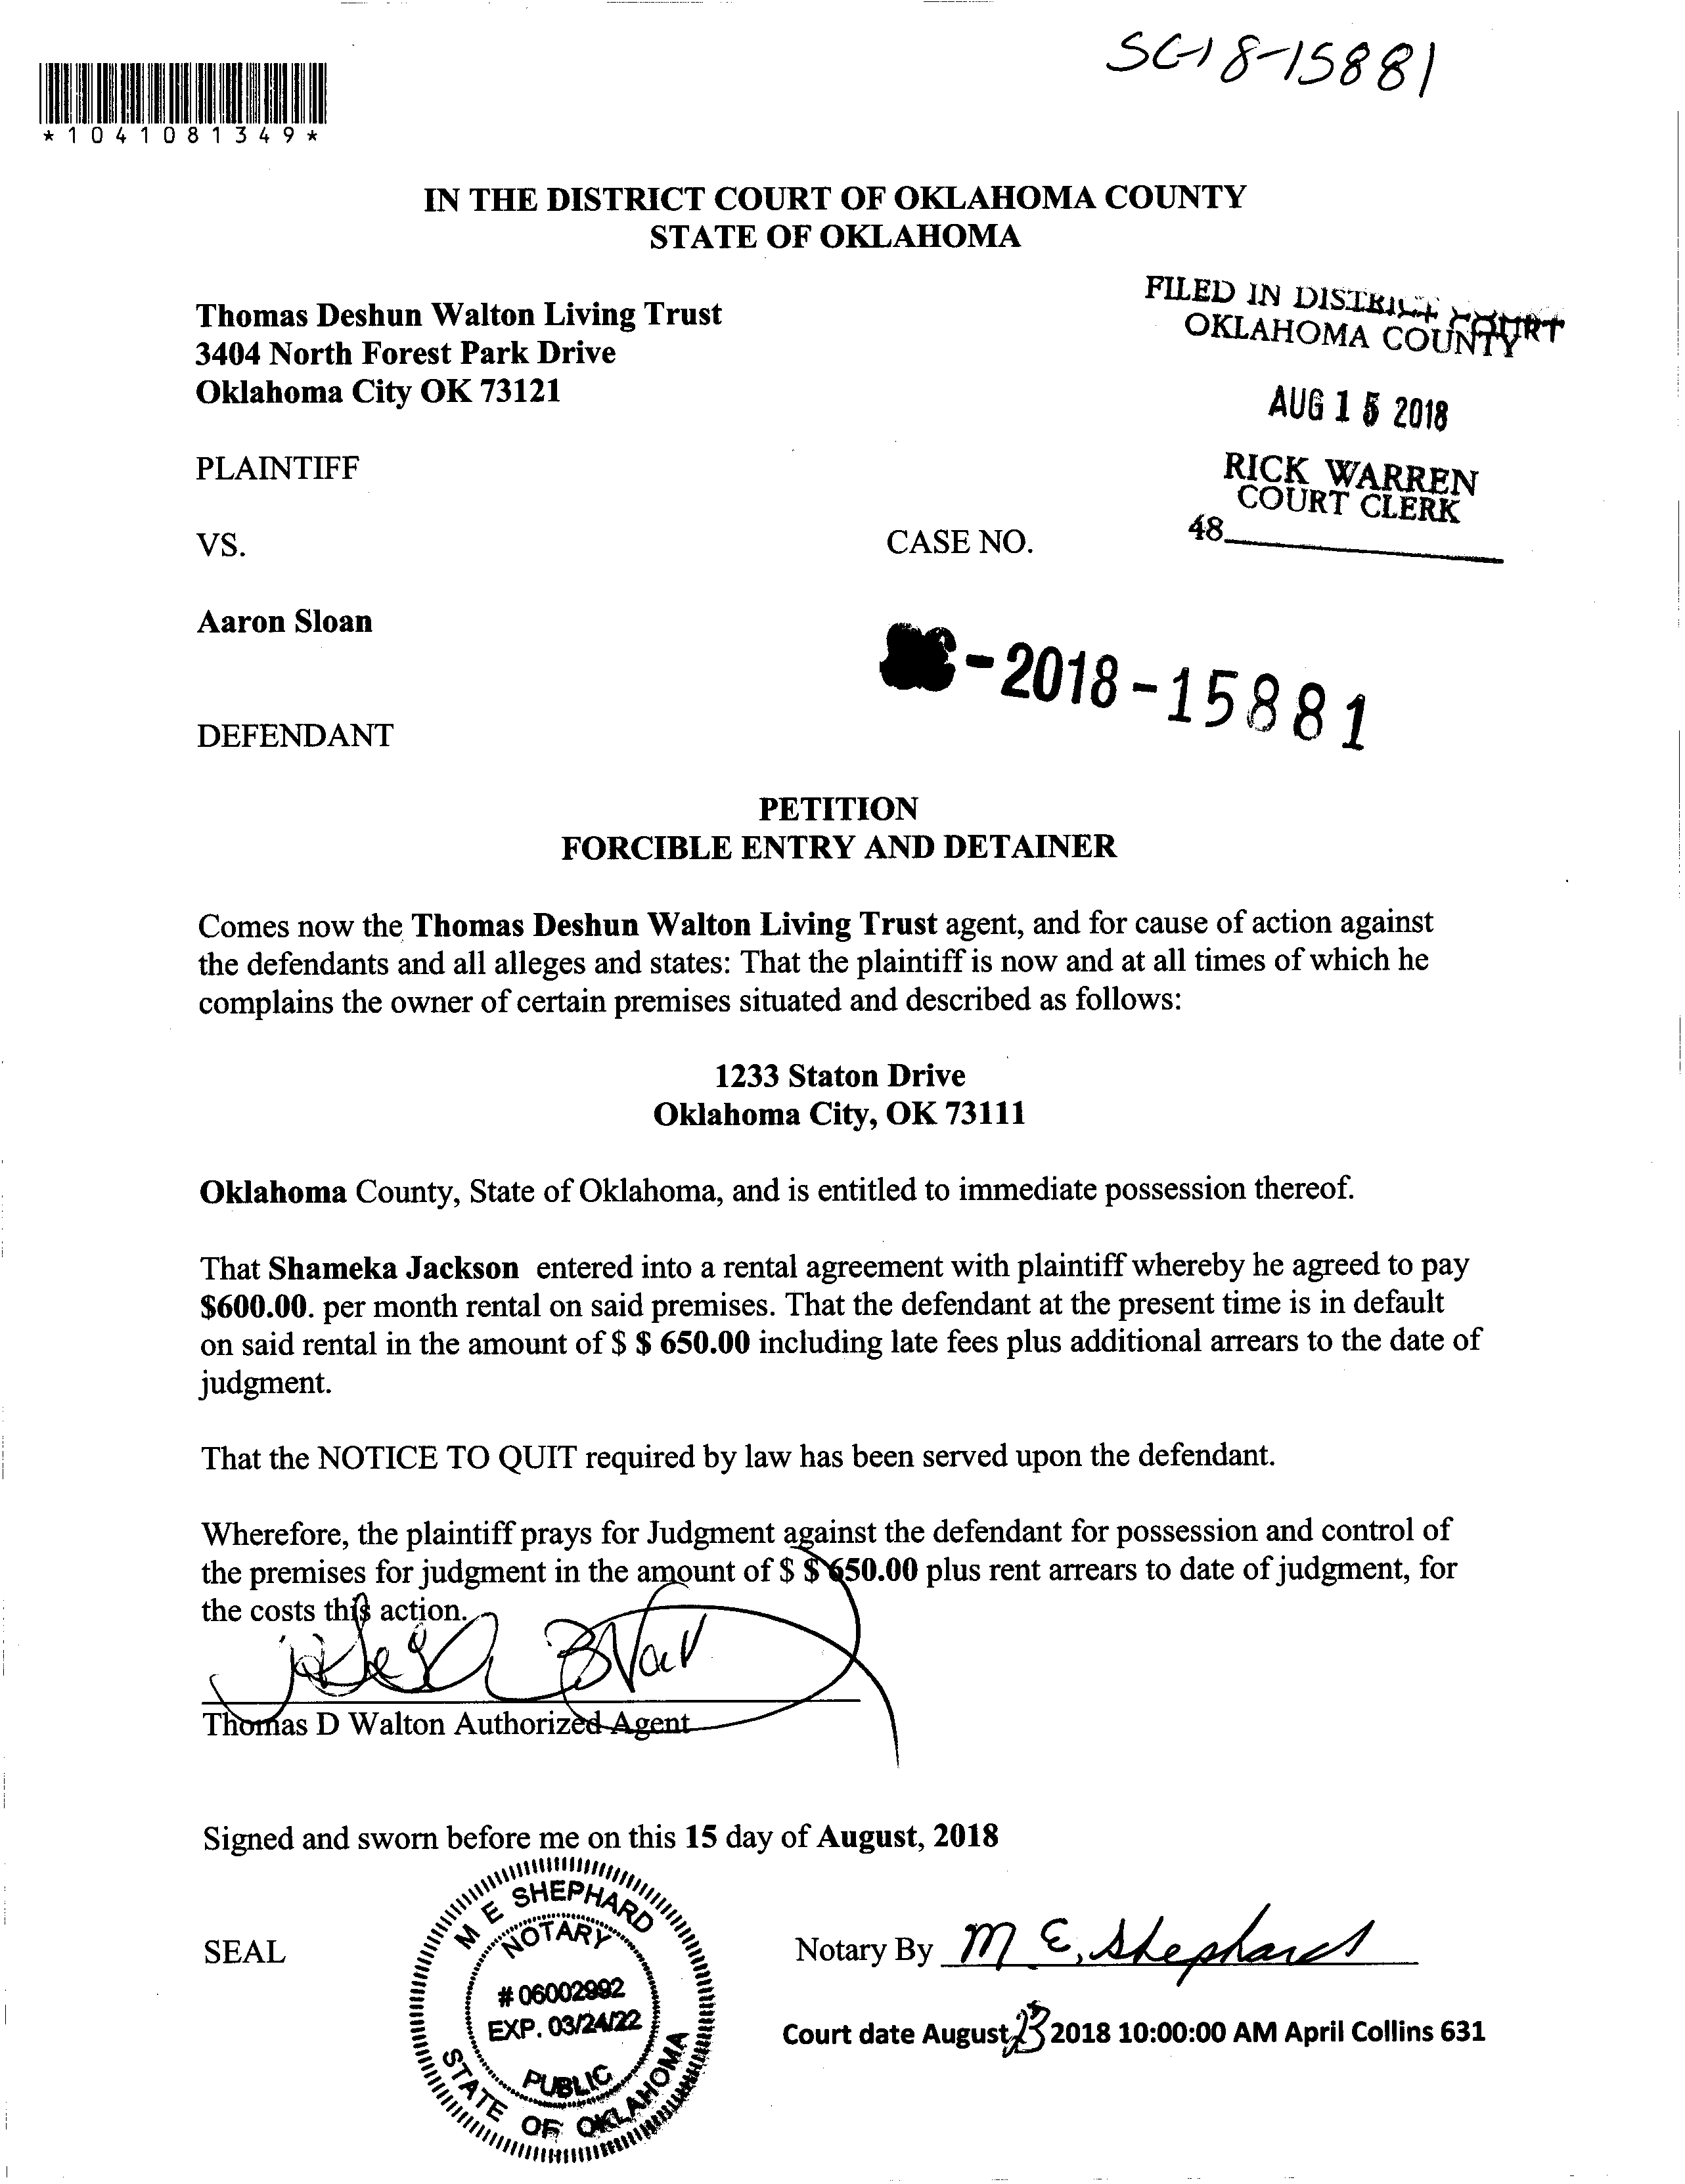 SC-18-15881
*1041081349*
IN THE DISTRICT COURT OF OKLAHOMA COUNTY
STATE OF OKLAHOMA
Thomas Deshun Walton Living Trust
3404 North Forest Park Drive
Oklahoma City OK 73121
FILED IN DISTRICT COURT
OKLAHOMA COUNTY
AUG 15 2018
RICK WARREN
COURT CLERK
48
PLAINTIFF
VS.
CASE NO.
Aaron Sloan
-2018-15881
DEFENDANT
PETITION
FORCIBLE ENTRY AND DETAINER
Comes now the Thomas Deshun Walton Living Trust agent, and for cause of action against
the defendants and all alleges and states: That the plaintiff is now and at all times of which he
complains the owner of certain premises situated and described as follows:
1233 Staton Drive
Oklahoma City, OK 73111
Oklahoma County, State of Oklahoma, and is entitled to immediate possession thereof.
That Shameka Jackson entered into a rental agreement with plaintiff whereby he agreed to pay
$600.00. per month rental on said premises. That the defendant at the present time is in default
on said rental in the amount of $ $ 650.00 including late fees plus additional arrears to the date of
judgment.
That the NOTICE TO QUIT required by law has been served upon the defendant.
Wherefore, the plaintiff prays for Judgment against the defendant for possession and control of
the premises for judgment in the amount of $ $ 650.00 plus rent arrears to date of judgment, for
the costs this action.
Thomas D Walton Authorized Agent
Signed and sworn before me on this 15 day of August, 2018
SEAL
M E SHEPHARD
NOTARY
# 06002992
EXP. 03/24/22
PUBLIC
STATE OF OKLAHOMA
Notary By M E, Shephard
Court date August 23 2018 10:00:00 AM April Collins 631